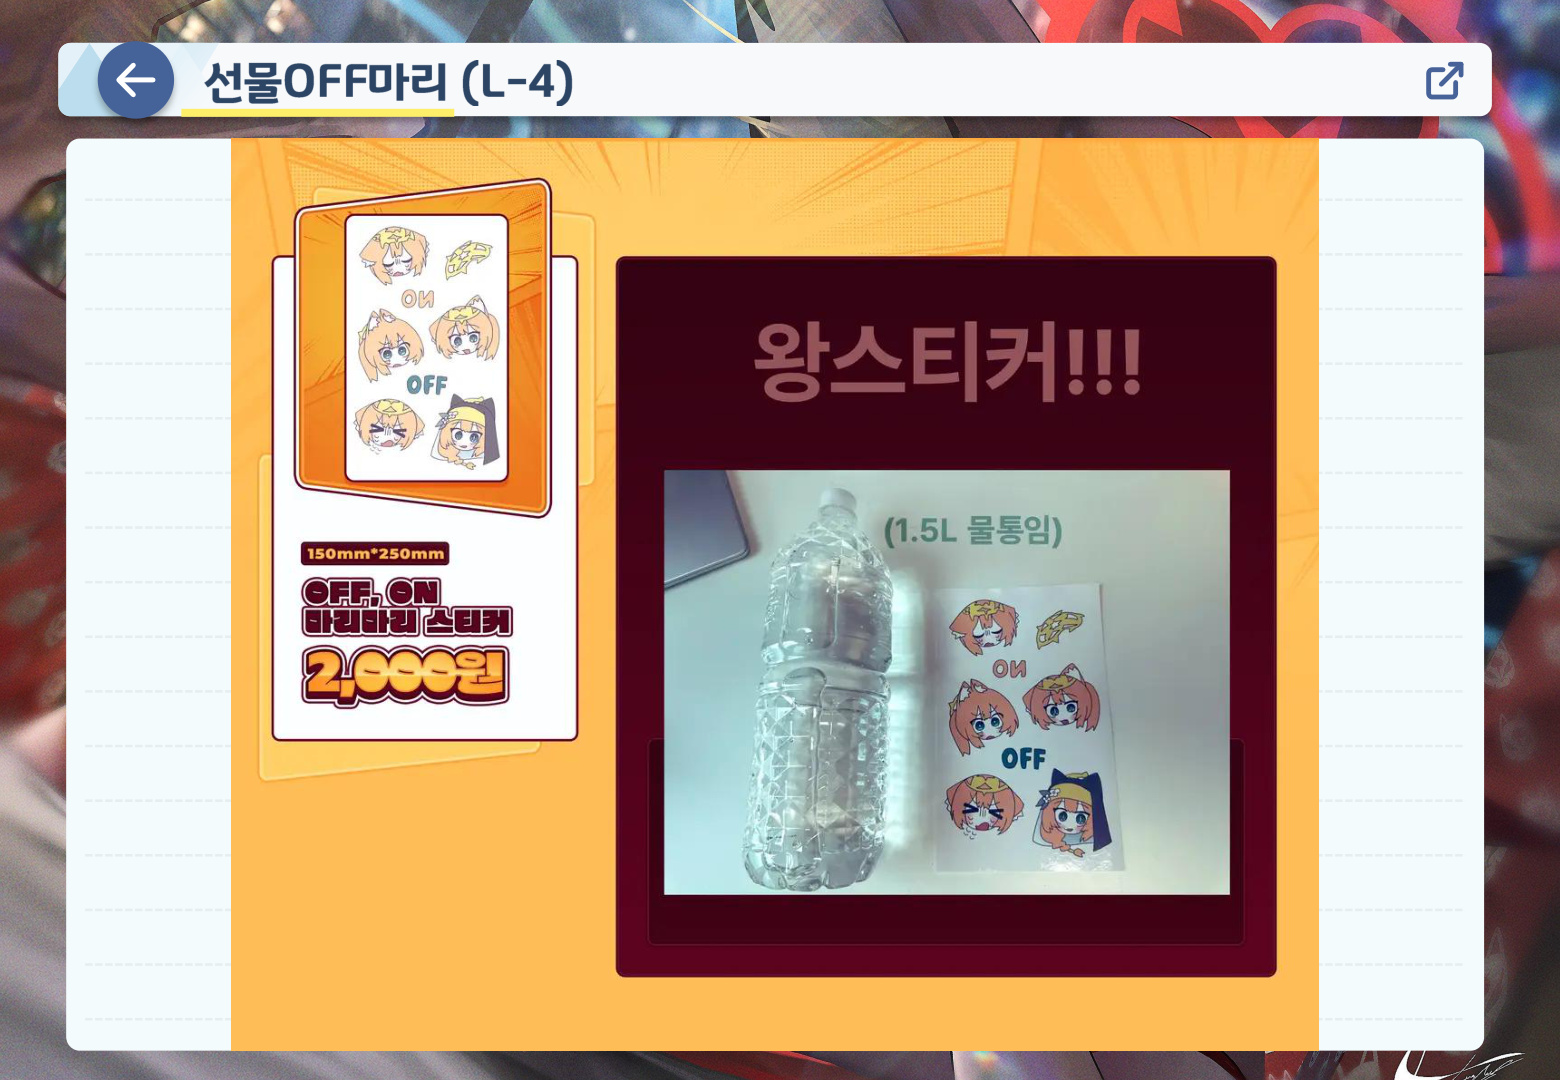 선물OFF마리 (L-4)
ON
OFF
150mm*250mm
OFF, ON
마리마리 스티커
2,000원
왕스티커!!!
(1.5L 물통임)
ON
OFF